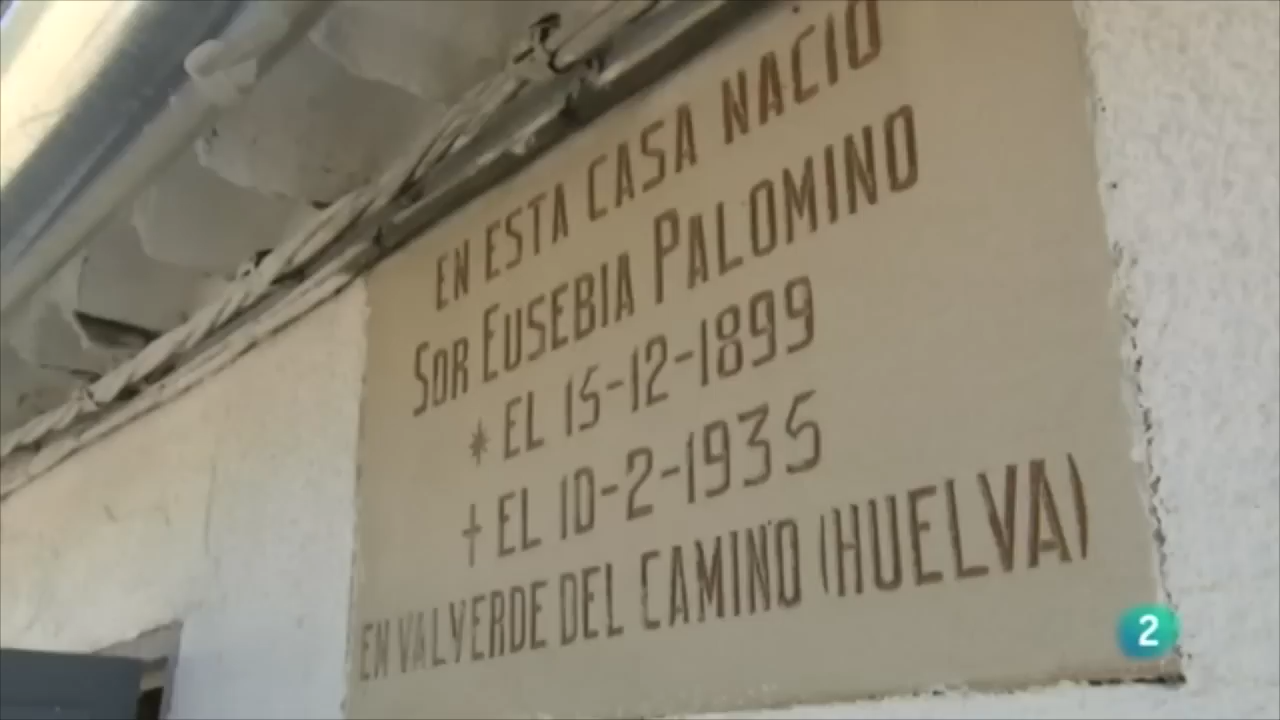 EN ESTA CASA NACIO
SOR EUSEBIA PALOMINO
* EL 15-12-1899
† EL 10-2-1935
EN VALVERDE DEL CAMINO (HUELVA)
2